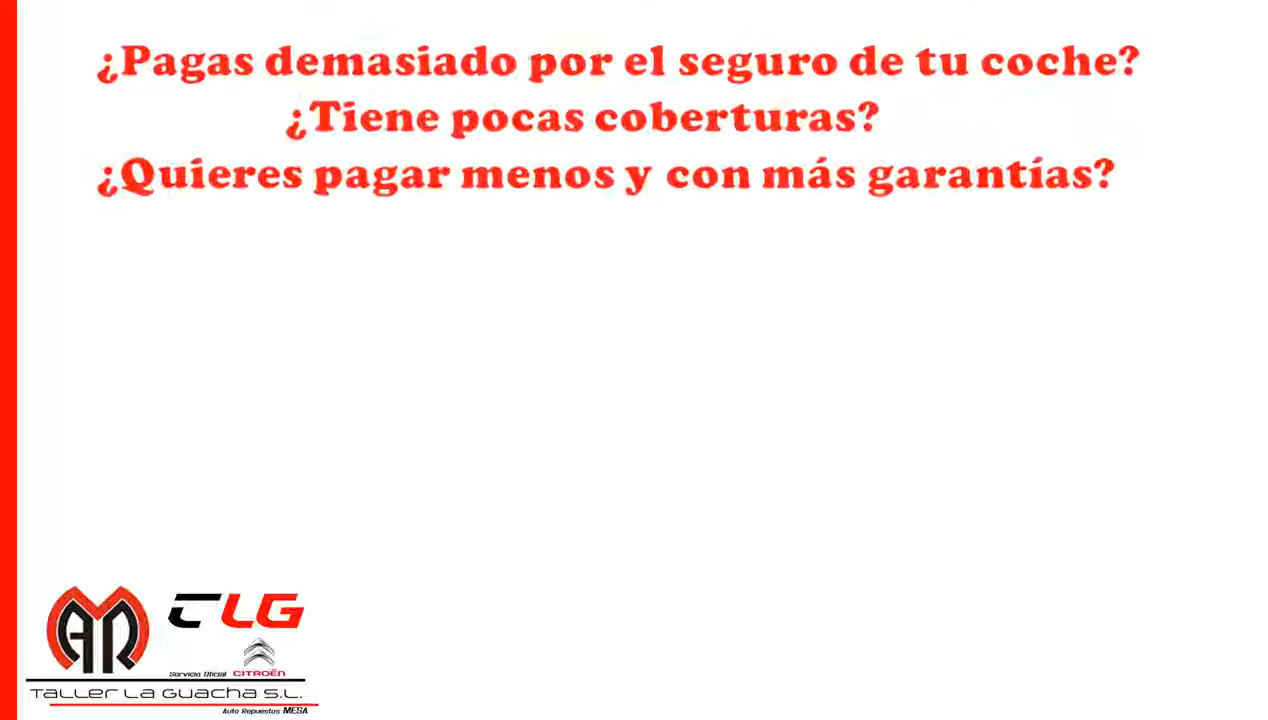 ¿Pagas demasiado por el seguro de tu coche?
¿Tiene pocas coberturas?
¿Quieres pagar menos y con más garantías?
AR TLG
Servicio Oficial CITROËN
TALLER LA GUACHA S.L.
Auto Repuestos MESA